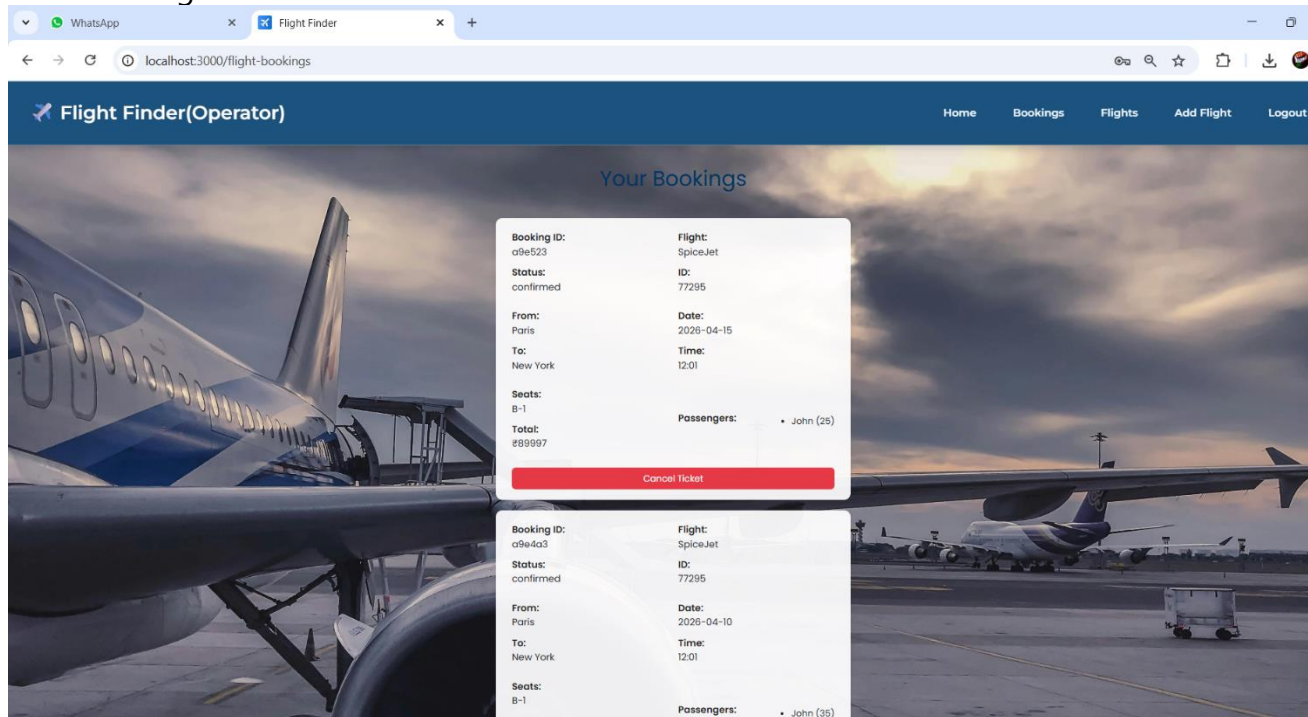 WhatsApp
Flight Finder
localhost:3000/flight-bookings
Flight Finder(Operator)
Home Bookings Flights Add Flight Logout
Your Bookings
Booking ID: Flight:
a9e523 SpiceJet
Status: ID:
confirmed 77295
From: Date:
Paris 2026-04-15
To: Time:
New York 12:01
Seats:
B-1
Passengers: • John (25)
Total:
₹89997
Cancel Ticket
Booking ID: Flight:
a9e4a3 SpiceJet
Status: ID:
confirmed 77295
From: Date:
Paris 2026-04-10
To: Time:
New York 12:01
Seats:
B-1
Passengers: • John (35)